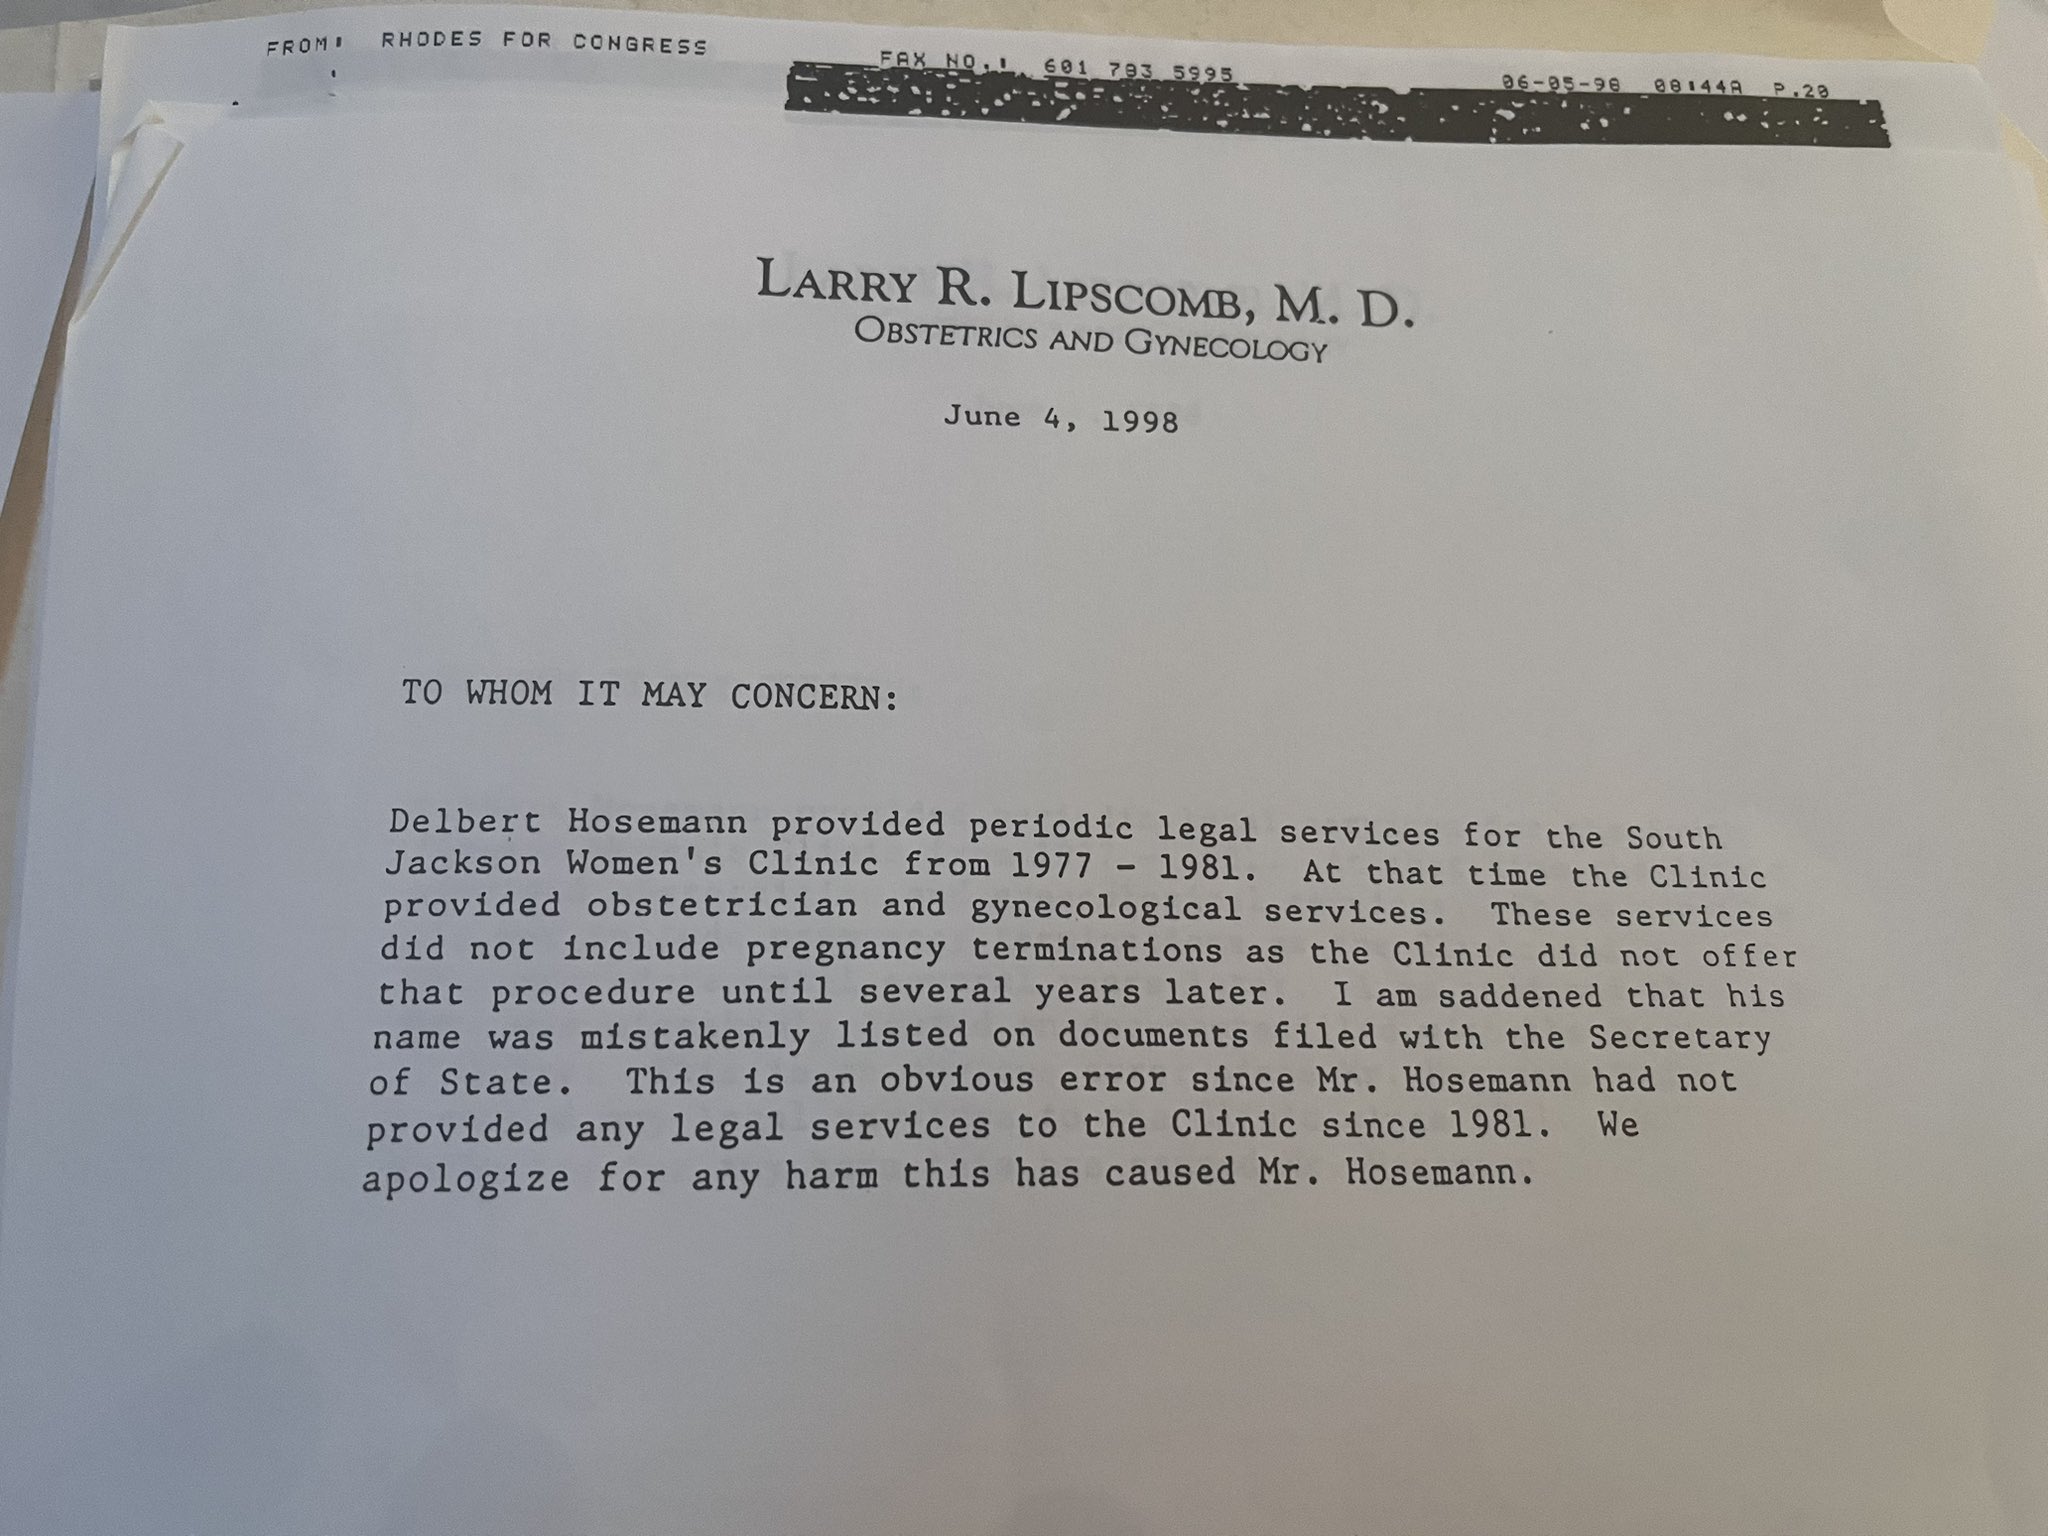 FROM: RHODES FOR CONGRESS FAX NO.: 601 783 5995 06-05-98 08:44A P.20
LARRY R. LIPSCOMB, M. D.
OBSTETRICS AND GYNECOLOGY
June 4, 1998
TO WHOM IT MAY CONCERN:
Delbert Hosemann provided periodic legal services for the South
Jackson Women's Clinic from 1977 - 1981. At that time the Clinic
provided obstetrician and gynecological services. These services
did not include pregnancy terminations as the Clinic did not offer
that procedure until several years later. I am saddened that his
name was mistakenly listed on documents filed with the Secretary
of State. This is an obvious error since Mr. Hosemann had not
provided any legal services to the Clinic since 1981. We
apologize for any harm this has caused Mr. Hosemann.